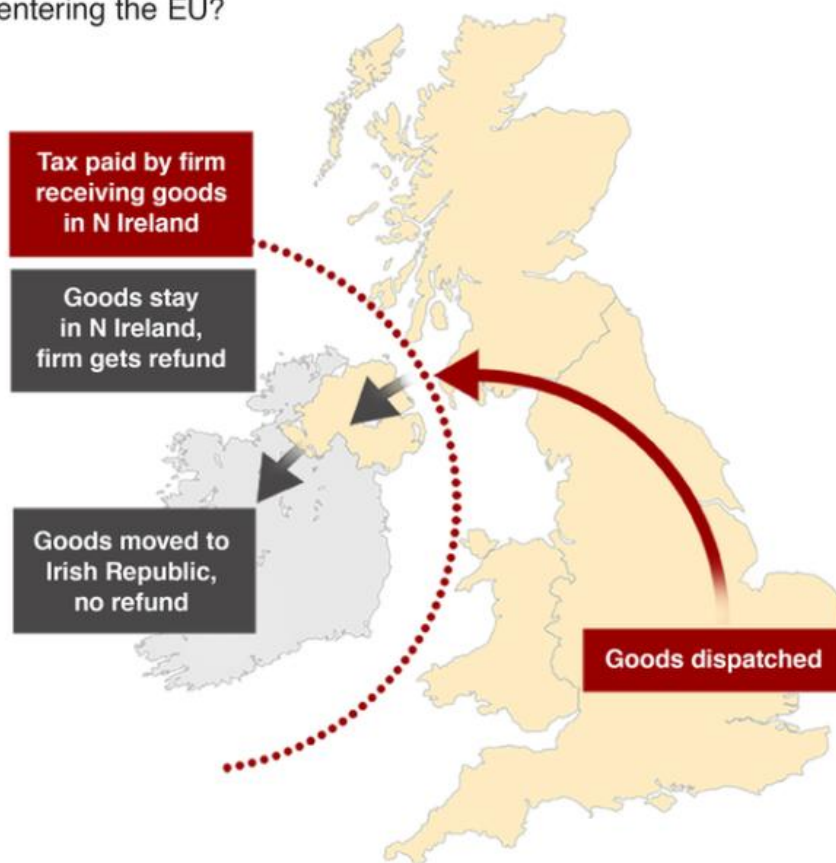 entering the EU?
Tax paid by firm
receiving goods
in N Ireland
Goods stay
in N Ireland,
firm gets refund
Goods moved to
Irish Republic,
no refund
Goods dispatched